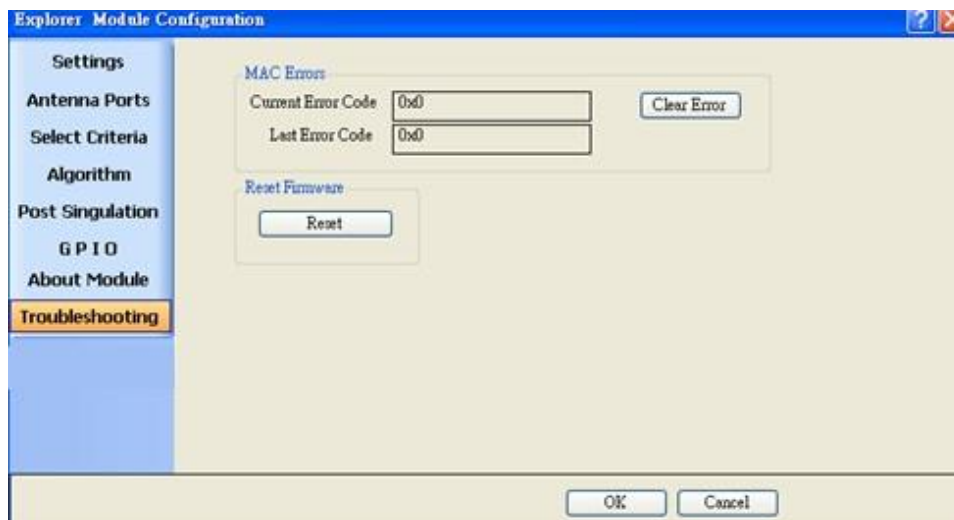 Explorer Module Configuration
?
Settings
Antenna Ports
Select Criteria
Algorithm
Post Singulation
G P I O
About Module
Troubleshooting
MAC Errors
Current Error Code 0x0 Clear Error
Last Error Code 0x0
Reset Firmware
Reset
OK Cancel